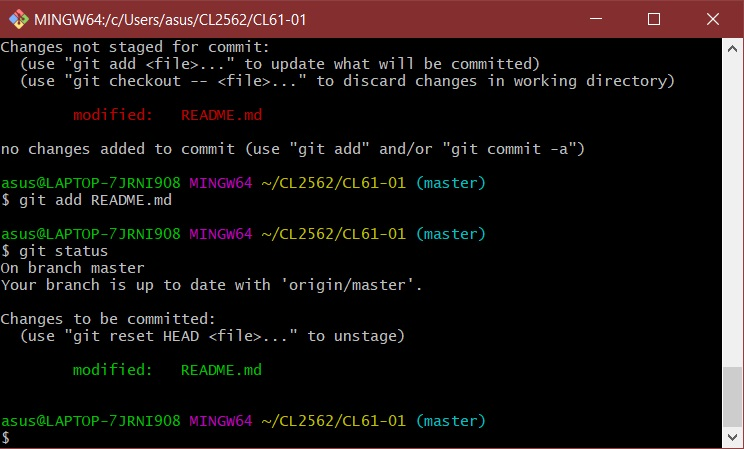 MINGW64:/c/Users/asus/CL2562/CL61-01
Changes not staged for commit:
  (use "git add <file>..." to update what will be committed)
  (use "git checkout -- <file>..." to discard changes in working directory)
        modified:   README.md
no changes added to commit (use "git add" and/or "git commit -a")
asus@LAPTOP-7JRNI908 MINGW64 ~/CL2562/CL61-01 (master)
$ git add README.md
asus@LAPTOP-7JRNI908 MINGW64 ~/CL2562/CL61-01 (master)
$ git status
On branch master
Your branch is up to date with 'origin/master'.
Changes to be committed:
  (use "git reset HEAD <file>..." to unstage)
        modified:   README.md
asus@LAPTOP-7JRNI908 MINGW64 ~/CL2562/CL61-01 (master)
$